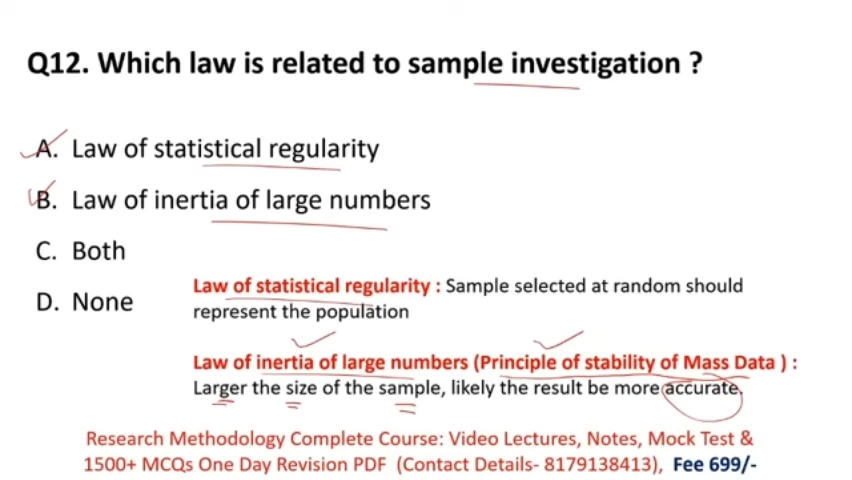 Q12. Which law is related to sample investigation ?
A. Law of statistical regularity
B. Law of inertia of large numbers
C. Both
D. None
Law of statistical regularity : Sample selected at random should
represent the population
Law of inertia of large numbers (Principle of stability of Mass Data ) :
Larger the size of the sample, likely the result be more accurate.
Research Methodology Complete Course: Video Lectures, Notes, Mock Test &
1500+ MCQs One Day Revision PDF (Contact Details- 8179138413), Fee 699/-